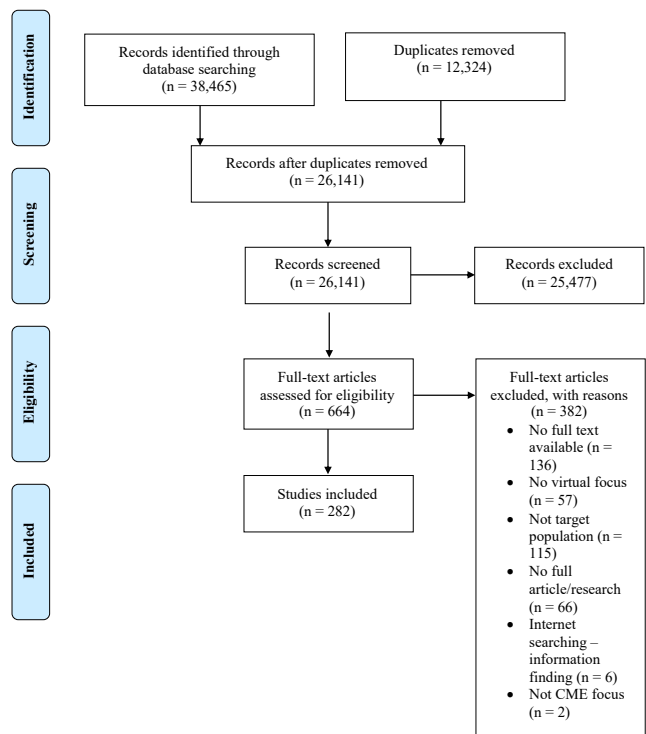 Identification
Records identified through
database searching
(n = 38,465)
Duplicates removed
(n = 12,324)
Records after duplicates removed
(n = 26,141)
Screening
Records screened
(n = 26,141)
Records excluded
(n = 25,477)
Eligibility
Full-text articles
assessed for eligibility
(n = 664)
Full-text articles
excluded, with reasons
(n = 382)
• No full text
available (n =
136)
• No virtual focus
(n = 57)
• Not target
population (n =
115)
• No full
article/research
(n = 66)
• Internet
searching –
information
finding (n = 6)
• Not CME focus
(n = 2)
Included
Studies included
(n = 282)